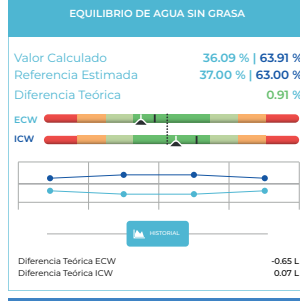 EQUILIBRIO DE AGUA SIN GRASA
Valor Calculado 36.09 % | 63.91 %
Referencia Estimada 37.00 % | 63.00 %
Diferencia Teórica 0.91 %
ECW
ICW
HISTORIAL
Diferencia Teórica ECW -0.65 L
Diferencia Teórica ICW 0.07 L